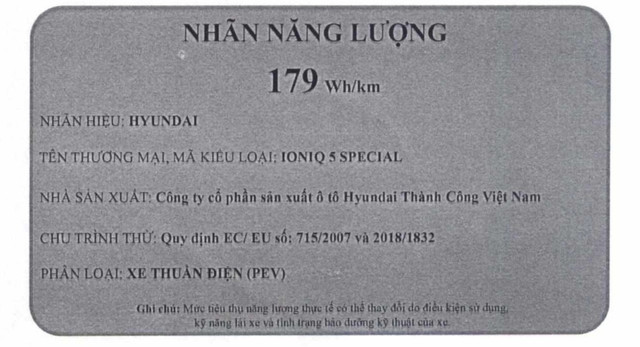 NHÃN NĂNG LƯỢNG
179 Wh/km
NHÃN HIỆU: HYUNDAI
TÊN THƯƠNG MẠI, MÃ KIỂU LOẠI: IONIQ 5 SPECIAL
NHÀ SẢN XUẤT: Công ty cổ phần sản xuất ô tô Hyundai Thành Công Việt Nam
CHU TRÌNH THỬ: Quy định EC/ EU số: 715/2007 và 2018/1832
PHÂN LOẠI: XE THUẦN ĐIỆN (PEV)
Ghi chú: Mức tiêu thụ năng lượng thực tế có thể thay đổi do điều kiện sử dụng,
kỹ năng lái xe và tình trạng bảo dưỡng kỹ thuật của xe.